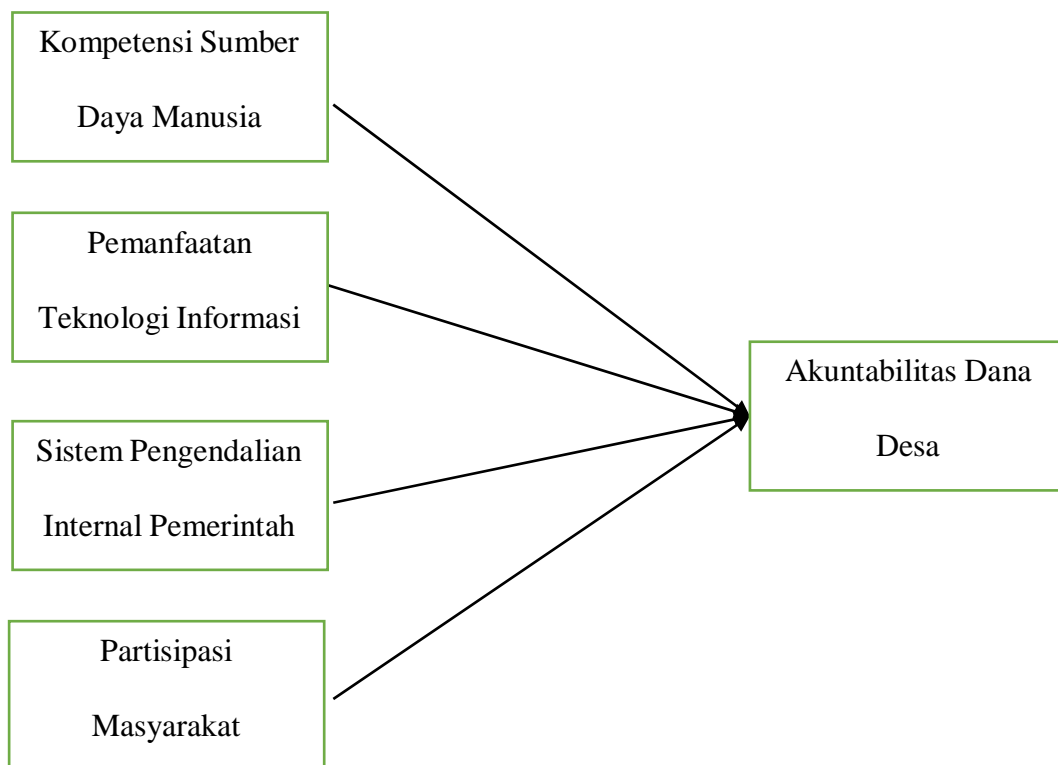 Kompetensi Sumber
Daya Manusia
Pemanfaatan
Teknologi Informasi
Sistem Pengendalian
Internal Pemerintah
Partisipasi
Masyarakat
Akuntabilitas Dana
Desa